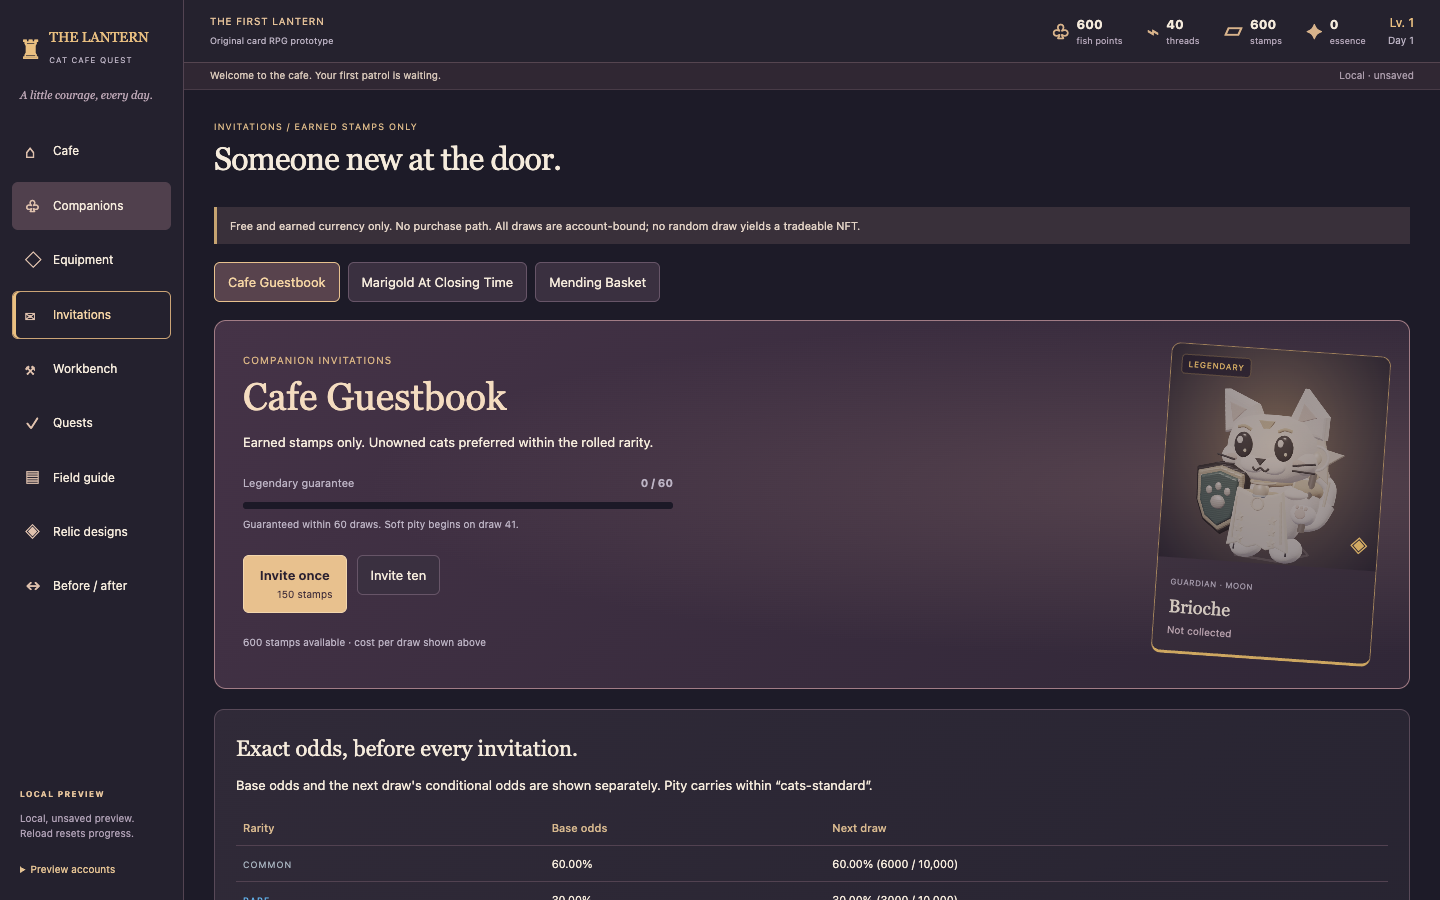 THE LANTERN
CAT CAFE QUEST
A little courage, every day.
Cafe
Companions
Equipment
Invitations
Workbench
Quests
Field guide
Relic designs
Before / after
LOCAL PREVIEW
Local, unsaved preview.
Reload resets progress.
Preview accounts
THE FIRST LANTERN
Original card RPG prototype
600
fish points
40
threads
600
stamps
0
essence
Lv. 1
Day 1
Welcome to the cafe. Your first patrol is waiting.
Local · unsaved
INVITATIONS / EARNED STAMPS ONLY
Someone new at the door.
Free and earned currency only. No purchase path. All draws are account-bound; no random draw yields a tradeable NFT.
Cafe Guestbook
Marigold At Closing Time
Mending Basket
COMPANION INVITATIONS
Cafe Guestbook
Earned stamps only. Unowned cats preferred within the rolled rarity.
Legendary guarantee
0 / 60
Guaranteed within 60 draws. Soft pity begins on draw 41.
Invite once
150 stamps
Invite ten
600 stamps available · cost per draw shown above
LEGENDARY
GUARDIAN · MOON
Brioche
Not collected
Exact odds, before every invitation.
Base odds and the next draw's conditional odds are shown separately. Pity carries within “cats-standard”.
Rarity
Base odds
Next draw
COMMON
60.00%
60.00% (6000 / 10,000)
RARE
30.00%
30.00% (3000 / 10,000)